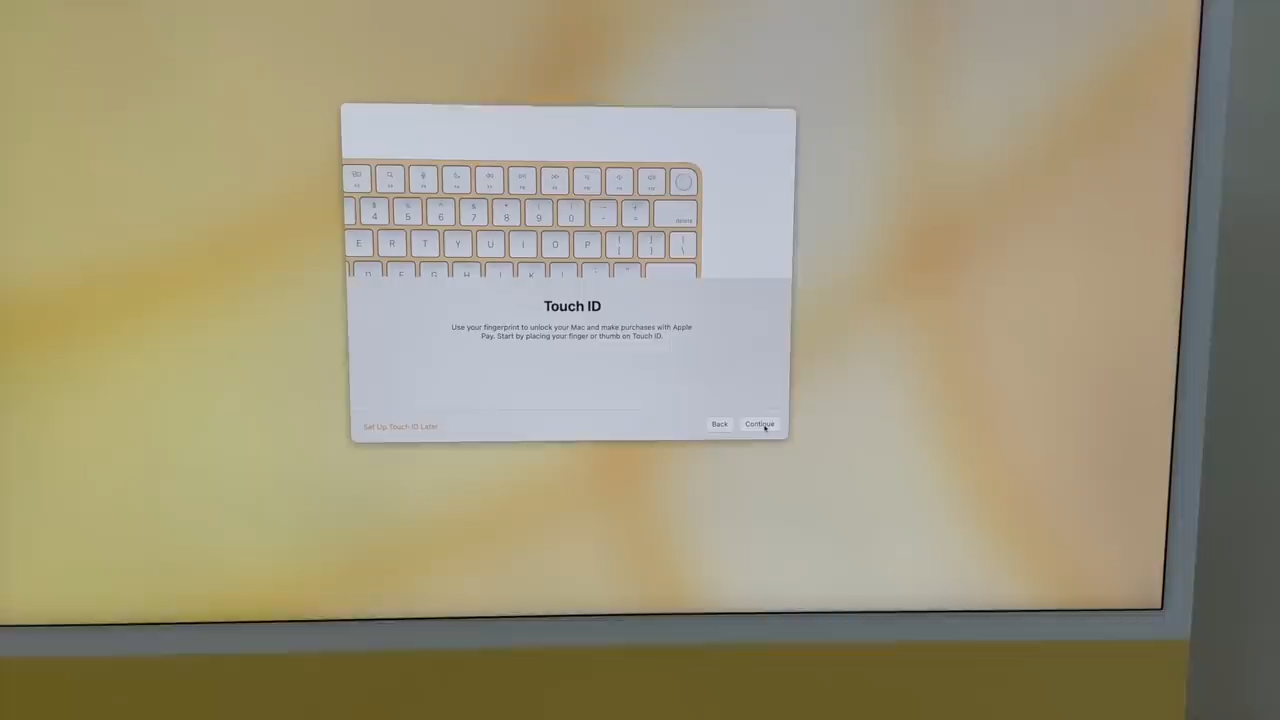 4 5 6 7 8 9 0 - =
delete
E R T Y U I O P [ ] \
Touch ID
Use your fingerprint to unlock your Mac and make purchases with Apple
Pay. Start by placing your finger or thumb on Touch ID.
Set Up Touch ID Later
Back
Continue